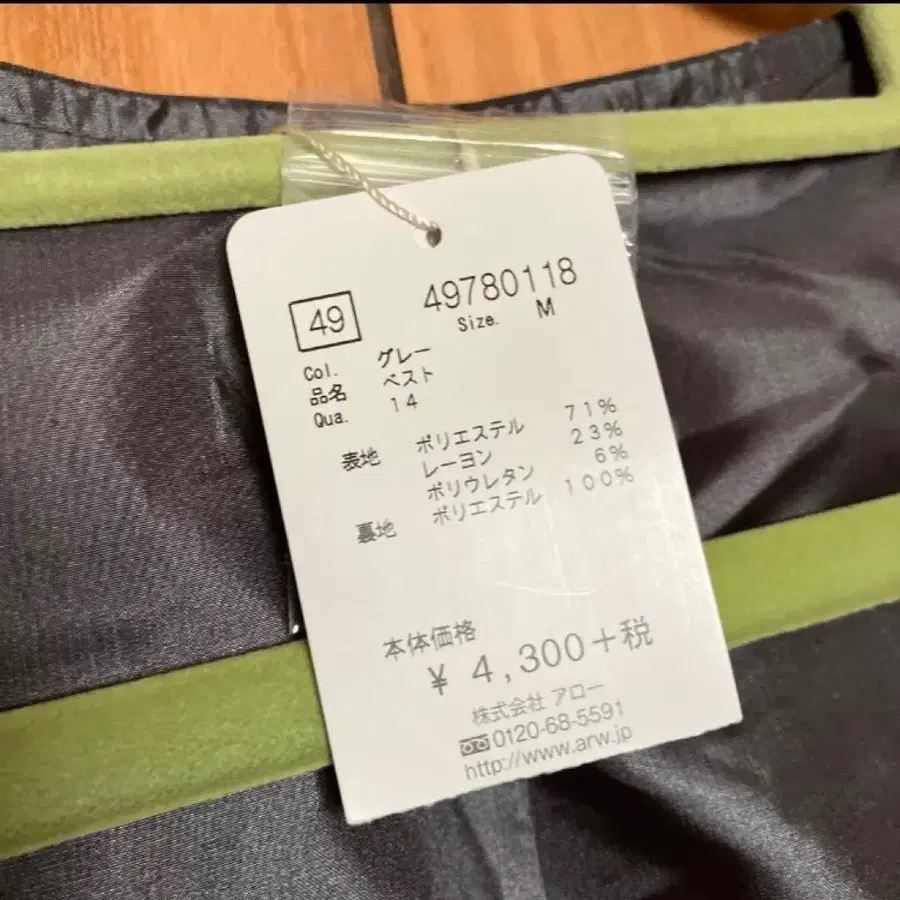 49 49780118
Size. M
Col. グレー
品名 ベスト
Qua. 14
表地 ポリエステル 71%
レーヨン 23%
ポリウレタン 6%
裏地 ポリエステル 100%
本体価格
¥ 4,300+税
株式会社 アロー
0120-68-5591
http://www.arw.jp